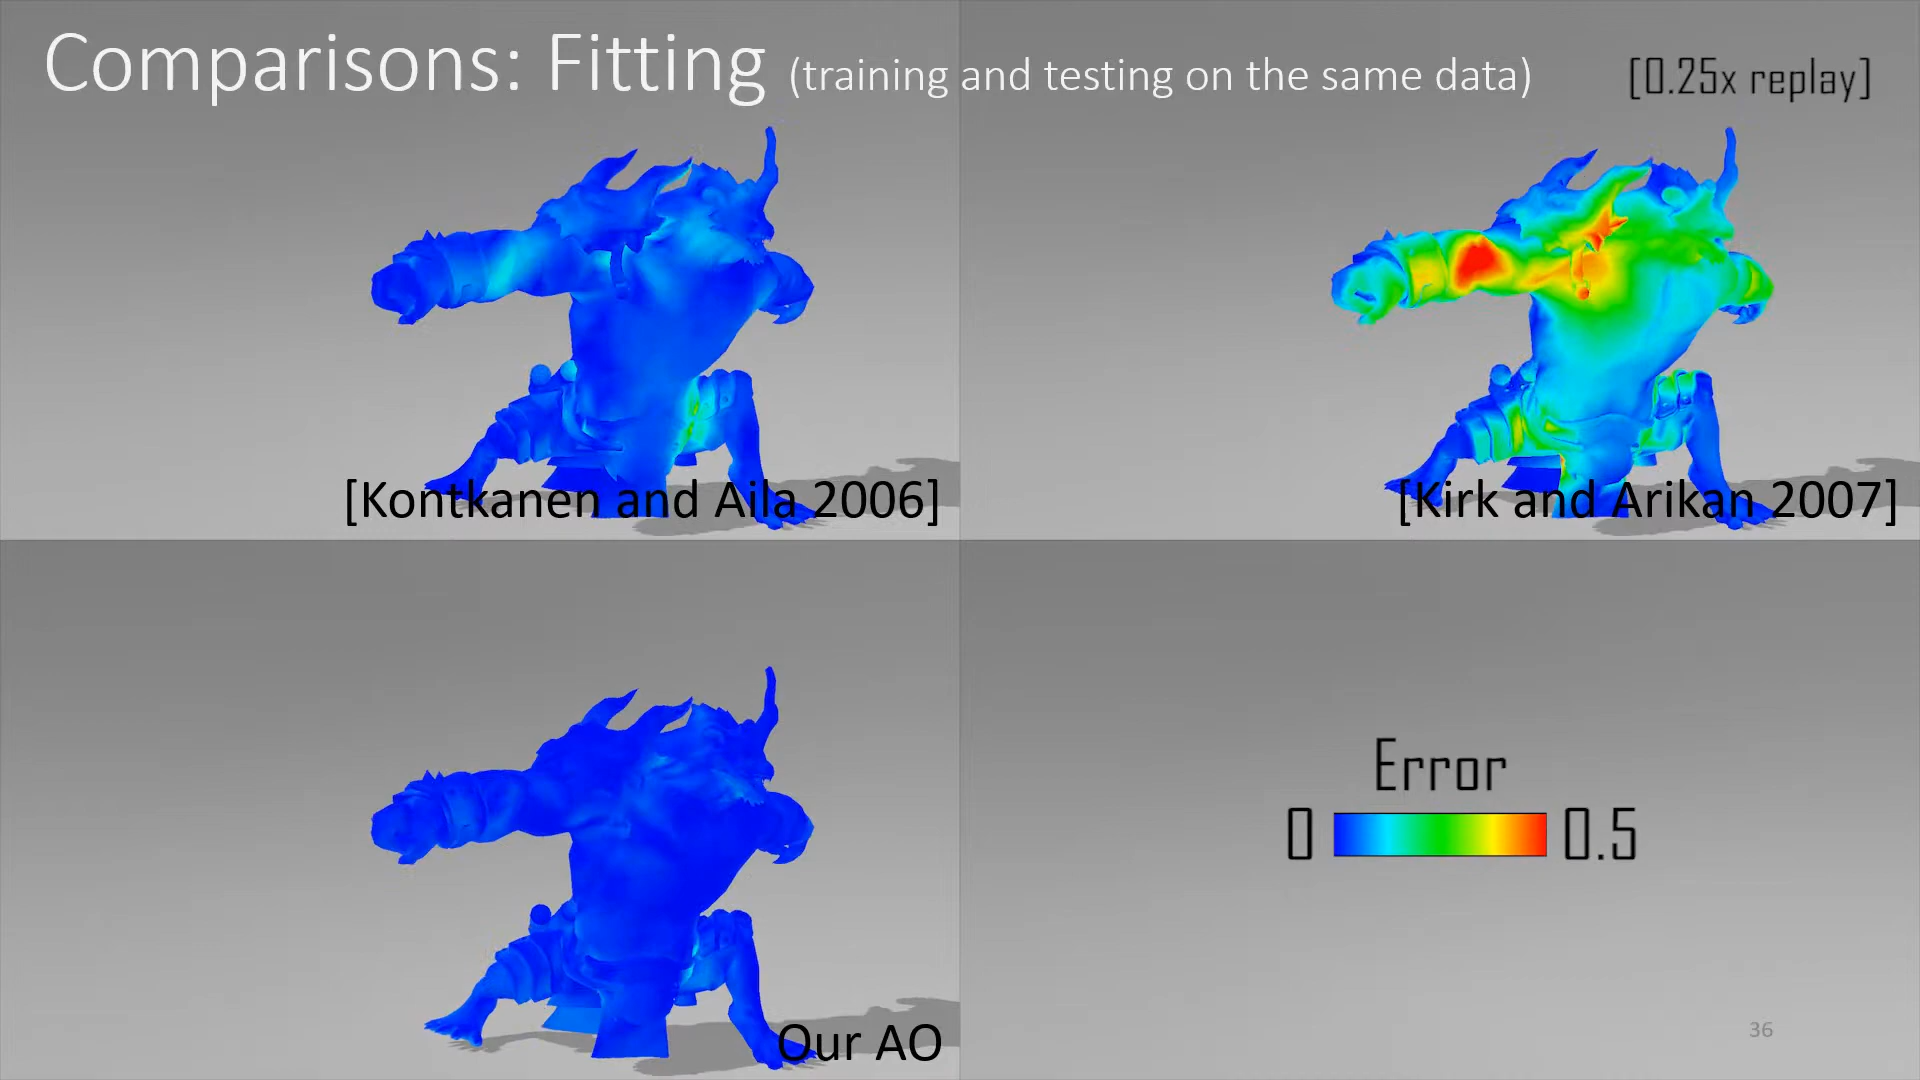 Comparisons: Fitting (training and testing on the same data)
[0.25x replay]
[Kontkanen and Aila 2006]
[Kirk and Arikan 2007]
Error
0 0.5
Our AO
36